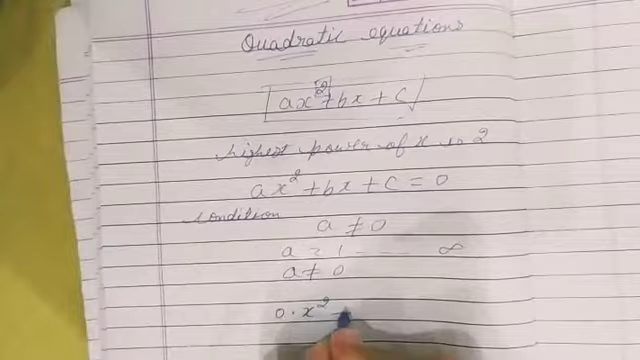 Quadratic equations
[ax²+bx+c]
highest power of x is 2
ax²+bx+c=0
condition
a ≠ 0
a = 1 ------- ∞
a ≠ 0
0·x²